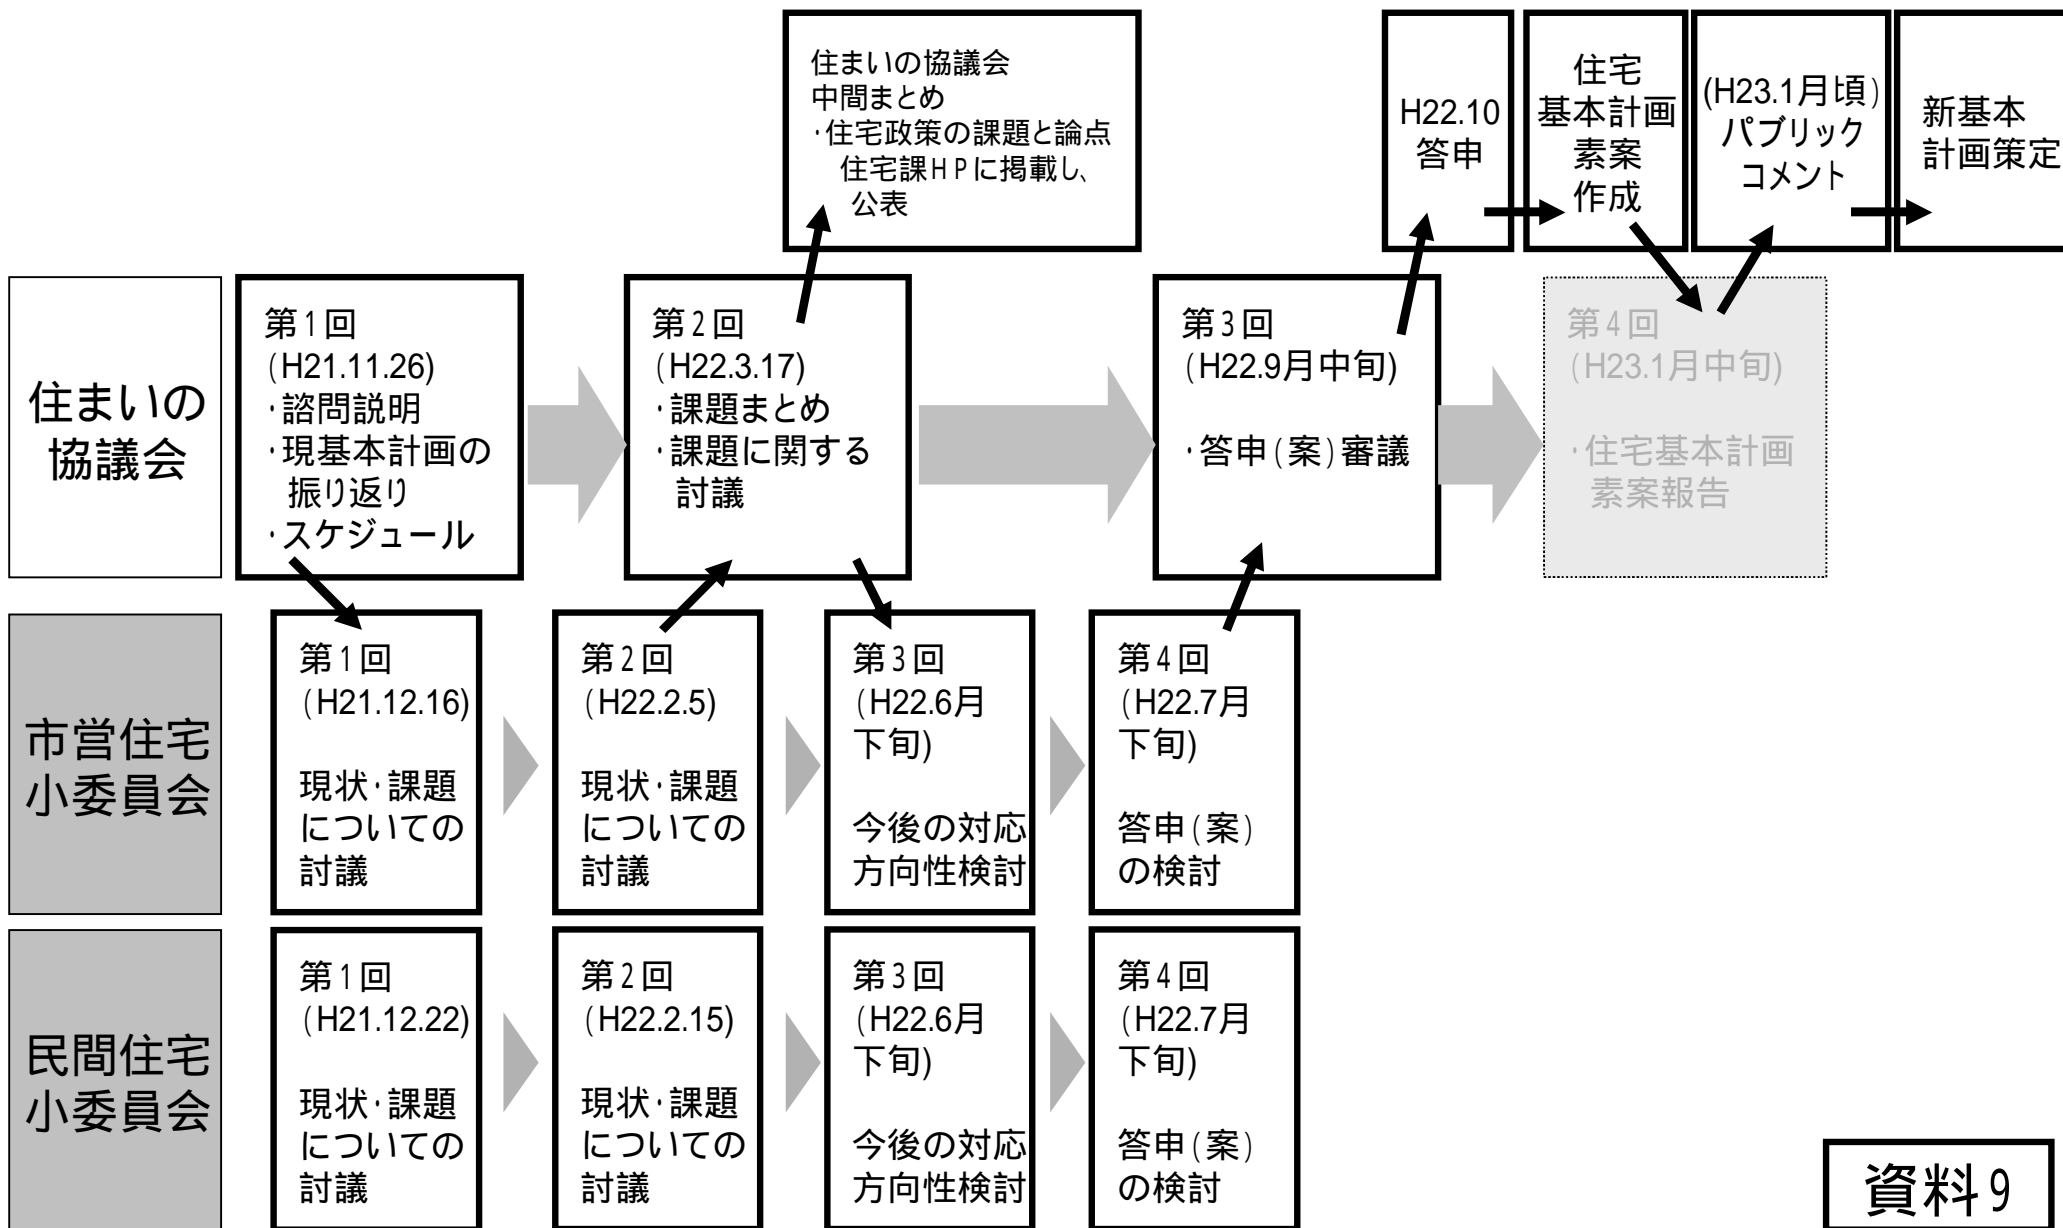 住まいの協議会
中間まとめ
・住宅政策の課題と論点
住宅課HPに掲載し、
公表
H22.10
答申
住宅
基本計画
素案
作成
(H23.1月頃)
パブリック
コメント
新基本
計画策定
住まいの
協議会
第1回
(H21.11.26)
・諮問説明
・現基本計画の
振り返り
・スケジュール
第2回
(H22.3.17)
・課題まとめ
・課題に関する
討議
第3回
(H22.9月中旬)
・答申(案)審議
第4回
(H23.1月中旬)
・住宅基本計画
素案報告
市営住宅
小委員会
第1回
(H21.12.16)
現状・課題
についての
討議
第2回
(H22.2.5)
現状・課題
についての
討議
第3回
(H22.6月
下旬)
今後の対応
方向性検討
第4回
(H22.7月
下旬)
答申(案)
の検討
民間住宅
小委員会
第1回
(H21.12.22)
現状・課題
についての
討議
第2回
(H22.2.15)
現状・課題
についての
討議
第3回
(H22.6月
下旬)
今後の対応
方向性検討
第4回
(H22.7月
下旬)
答申(案)
の検討
資料9